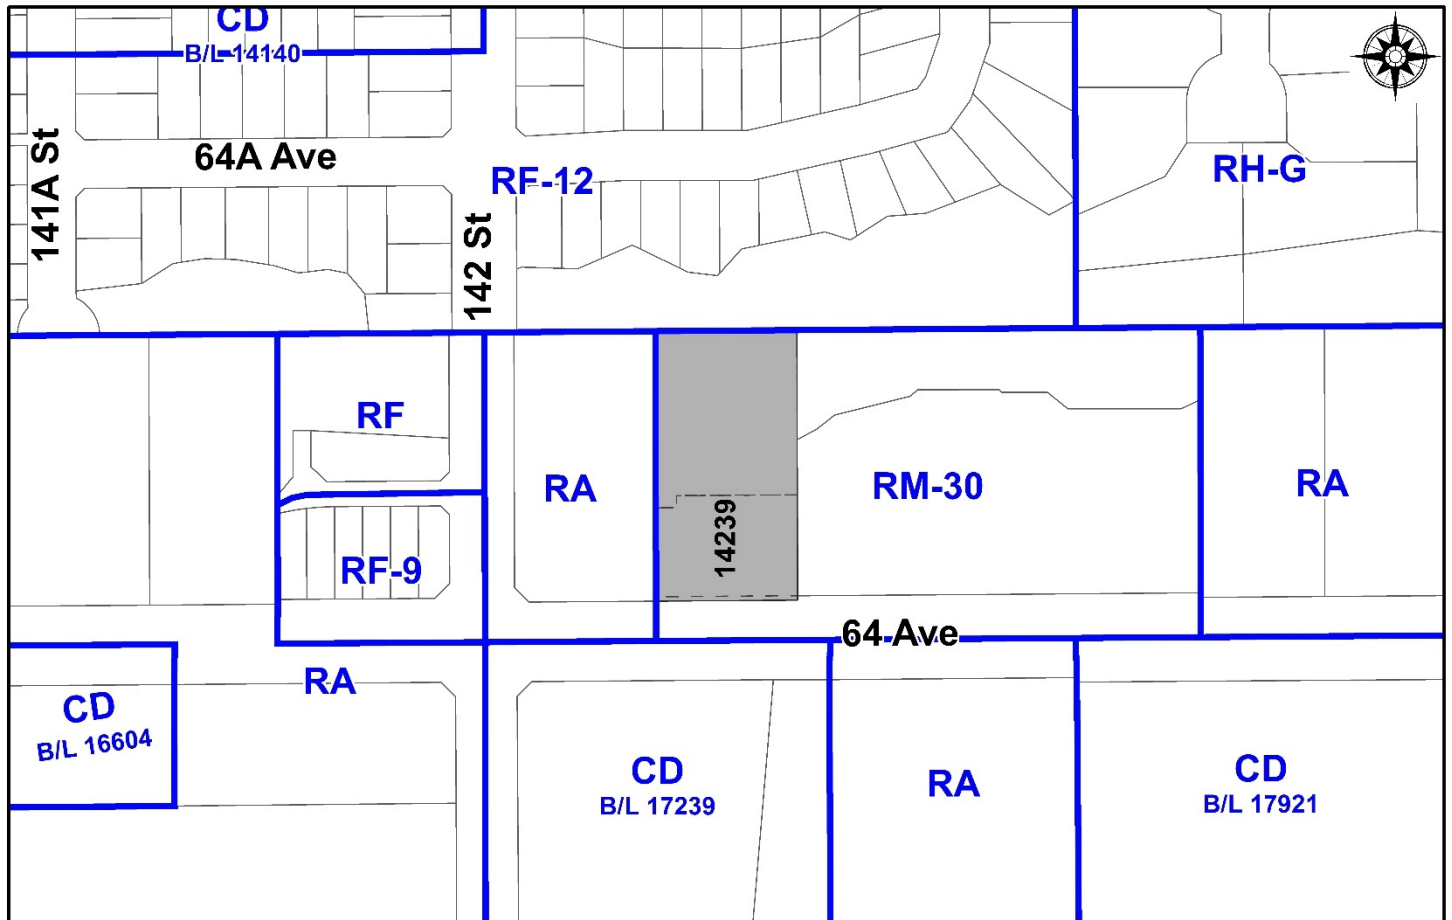 CD
B/L 14140
141A St
64A Ave
142 St
RF-12
RH-G
RF
RA
14239
RM-30
RA
RF-9
64 Ave
CD
B/L 16604
RA
CD
B/L 17239
RA
CD
B/L 17921